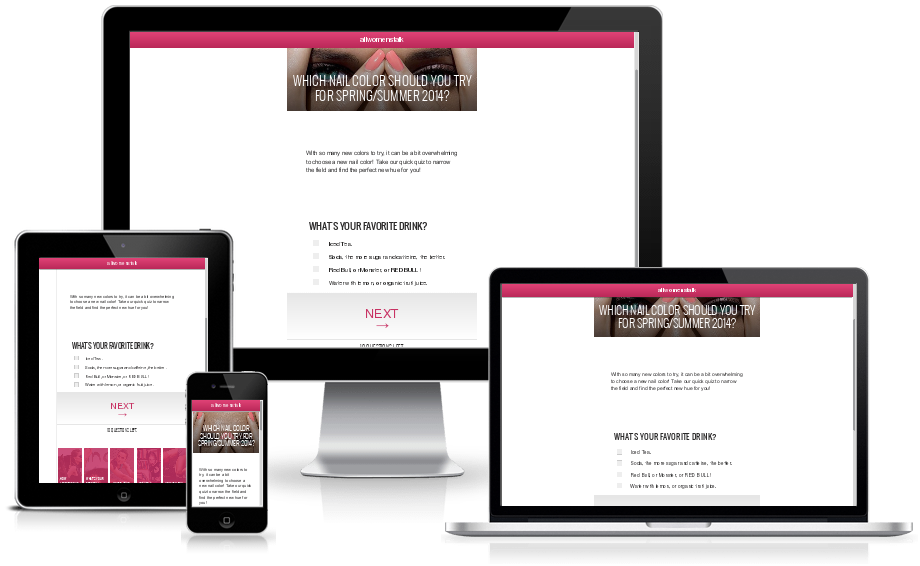 allwomenstalk
WHICH NAIL COLOR SHOULD YOU TRY
FOR SPRING/SUMMER 2014?
With so many new colors to try, it can be a bit overwhelming
to choose a new nail color! Take our quick quiz to narrow
the field and find the perfect new hue for you!
WHAT'S YOUR FAVORITE DRINK?
Iced Tea.
Soda, the more sugar and caffeine, the better.
Red Bull, or Monster, or RED BULL!
Water with lemon, or organic fruit juice.
NEXT
→
QUESTIONS LEFT
allwomenstalk
With so many new colors to try, it can be a bit overwhelming
to choose a new nail color! Take our quick quiz to narrow
the field and find the perfect new hue for you!
WHAT'S YOUR FAVORITE DRINK?
Iced Tea.
Soda, the more sugar and caffeine, the better.
Red Bull, or Monster, or RED BULL!
Water with lemon, or organic fruit juice.
NEXT
→
QUESTIONS LEFT
allwomenstalk
WHICH NAIL COLOR
SHOULD YOU TRY FOR
SPRING/SUMMER 2014?
With so many new colors to
try, it can be a bit
overwhelming to choose a
new nail color! Take our quick
quiz to narrow the field and
find the perfect new hue for
you!
allwomenstalk
WHICH NAIL COLOR SHOULD YOU TRY
FOR SPRING/SUMMER 2014?
With so many new colors to try, it can be a bit overwhelming
to choose a new nail color! Take our quick quiz to narrow
the field and find the perfect new hue for you!
WHAT'S YOUR FAVORITE DRINK?
Iced Tea.
Soda, the more sugar and caffeine, the better.
Red Bull, or Monster, or RED BULL!
Water with lemon, or organic fruit juice.